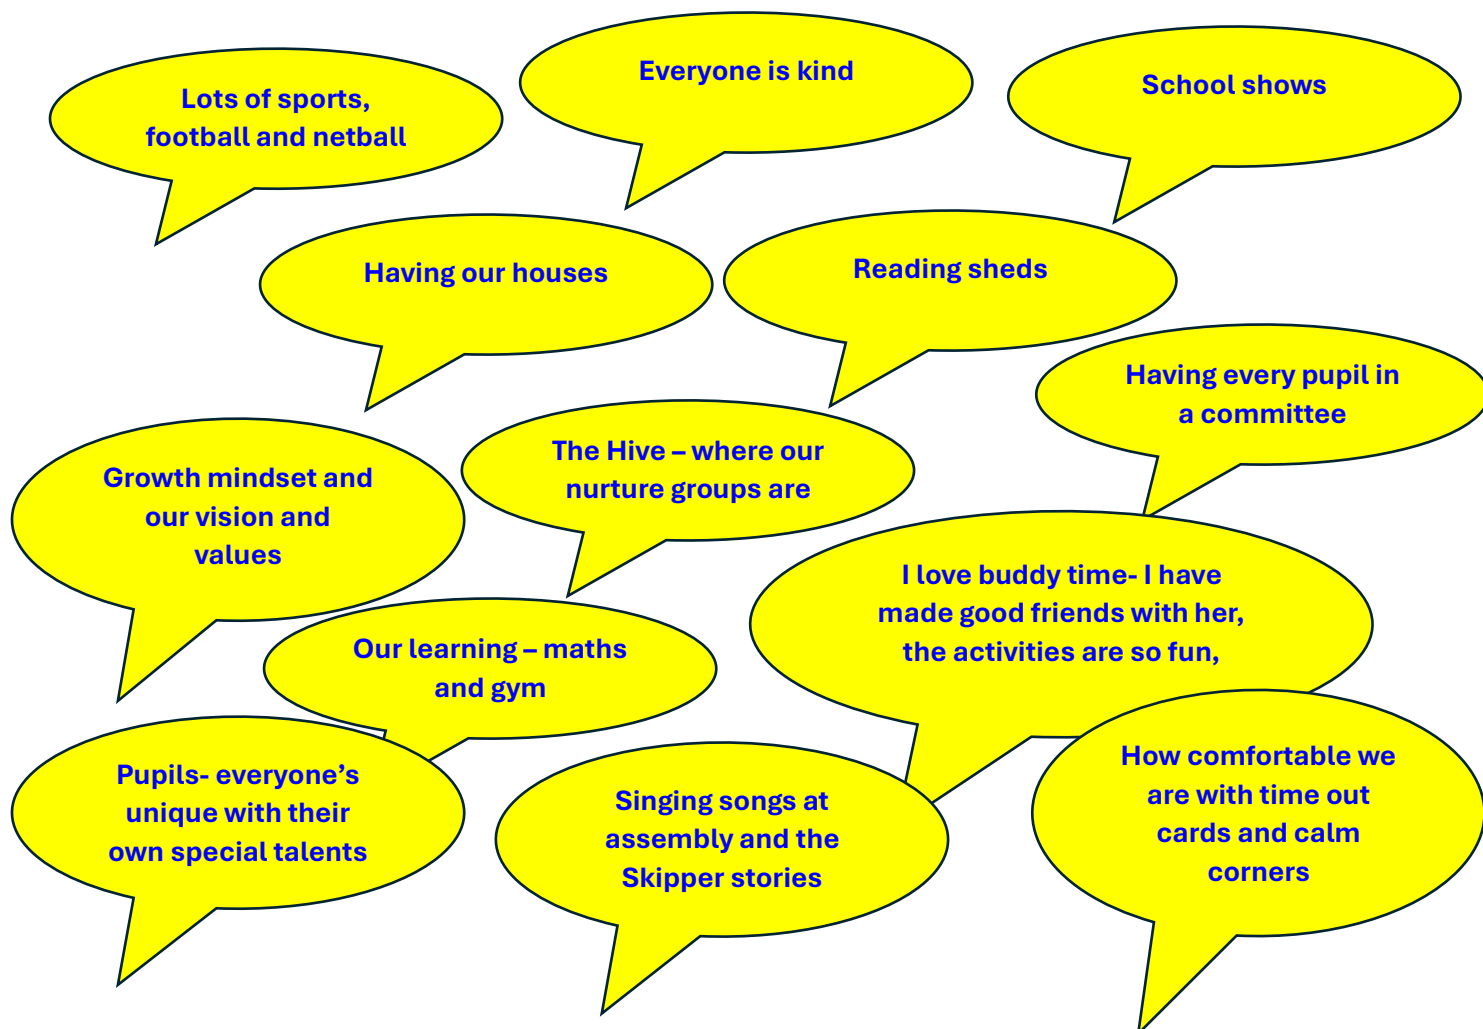 Lots of sports,
football and netball
Everyone is kind
School shows
Having our houses
Reading sheds
Having every pupil in
a committee
Growth mindset and
our vision and
values
The Hive – where our
nurture groups are
I love buddy time- I have
made good friends with her,
the activities are so fun,
Our learning – maths
and gym
Pupils- everyone’s
unique with their
own special talents
Singing songs at
assembly and the
Skipper stories
How comfortable we
are with time out
cards and calm
corners